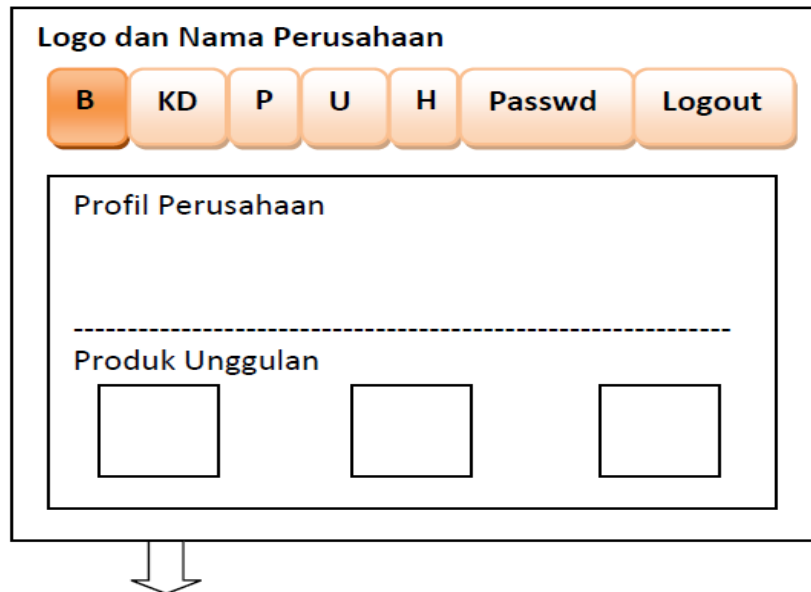 Logo dan Nama Perusahaan
B KD P U H Passwd Logout
Profil Perusahaan
Produk Unggulan